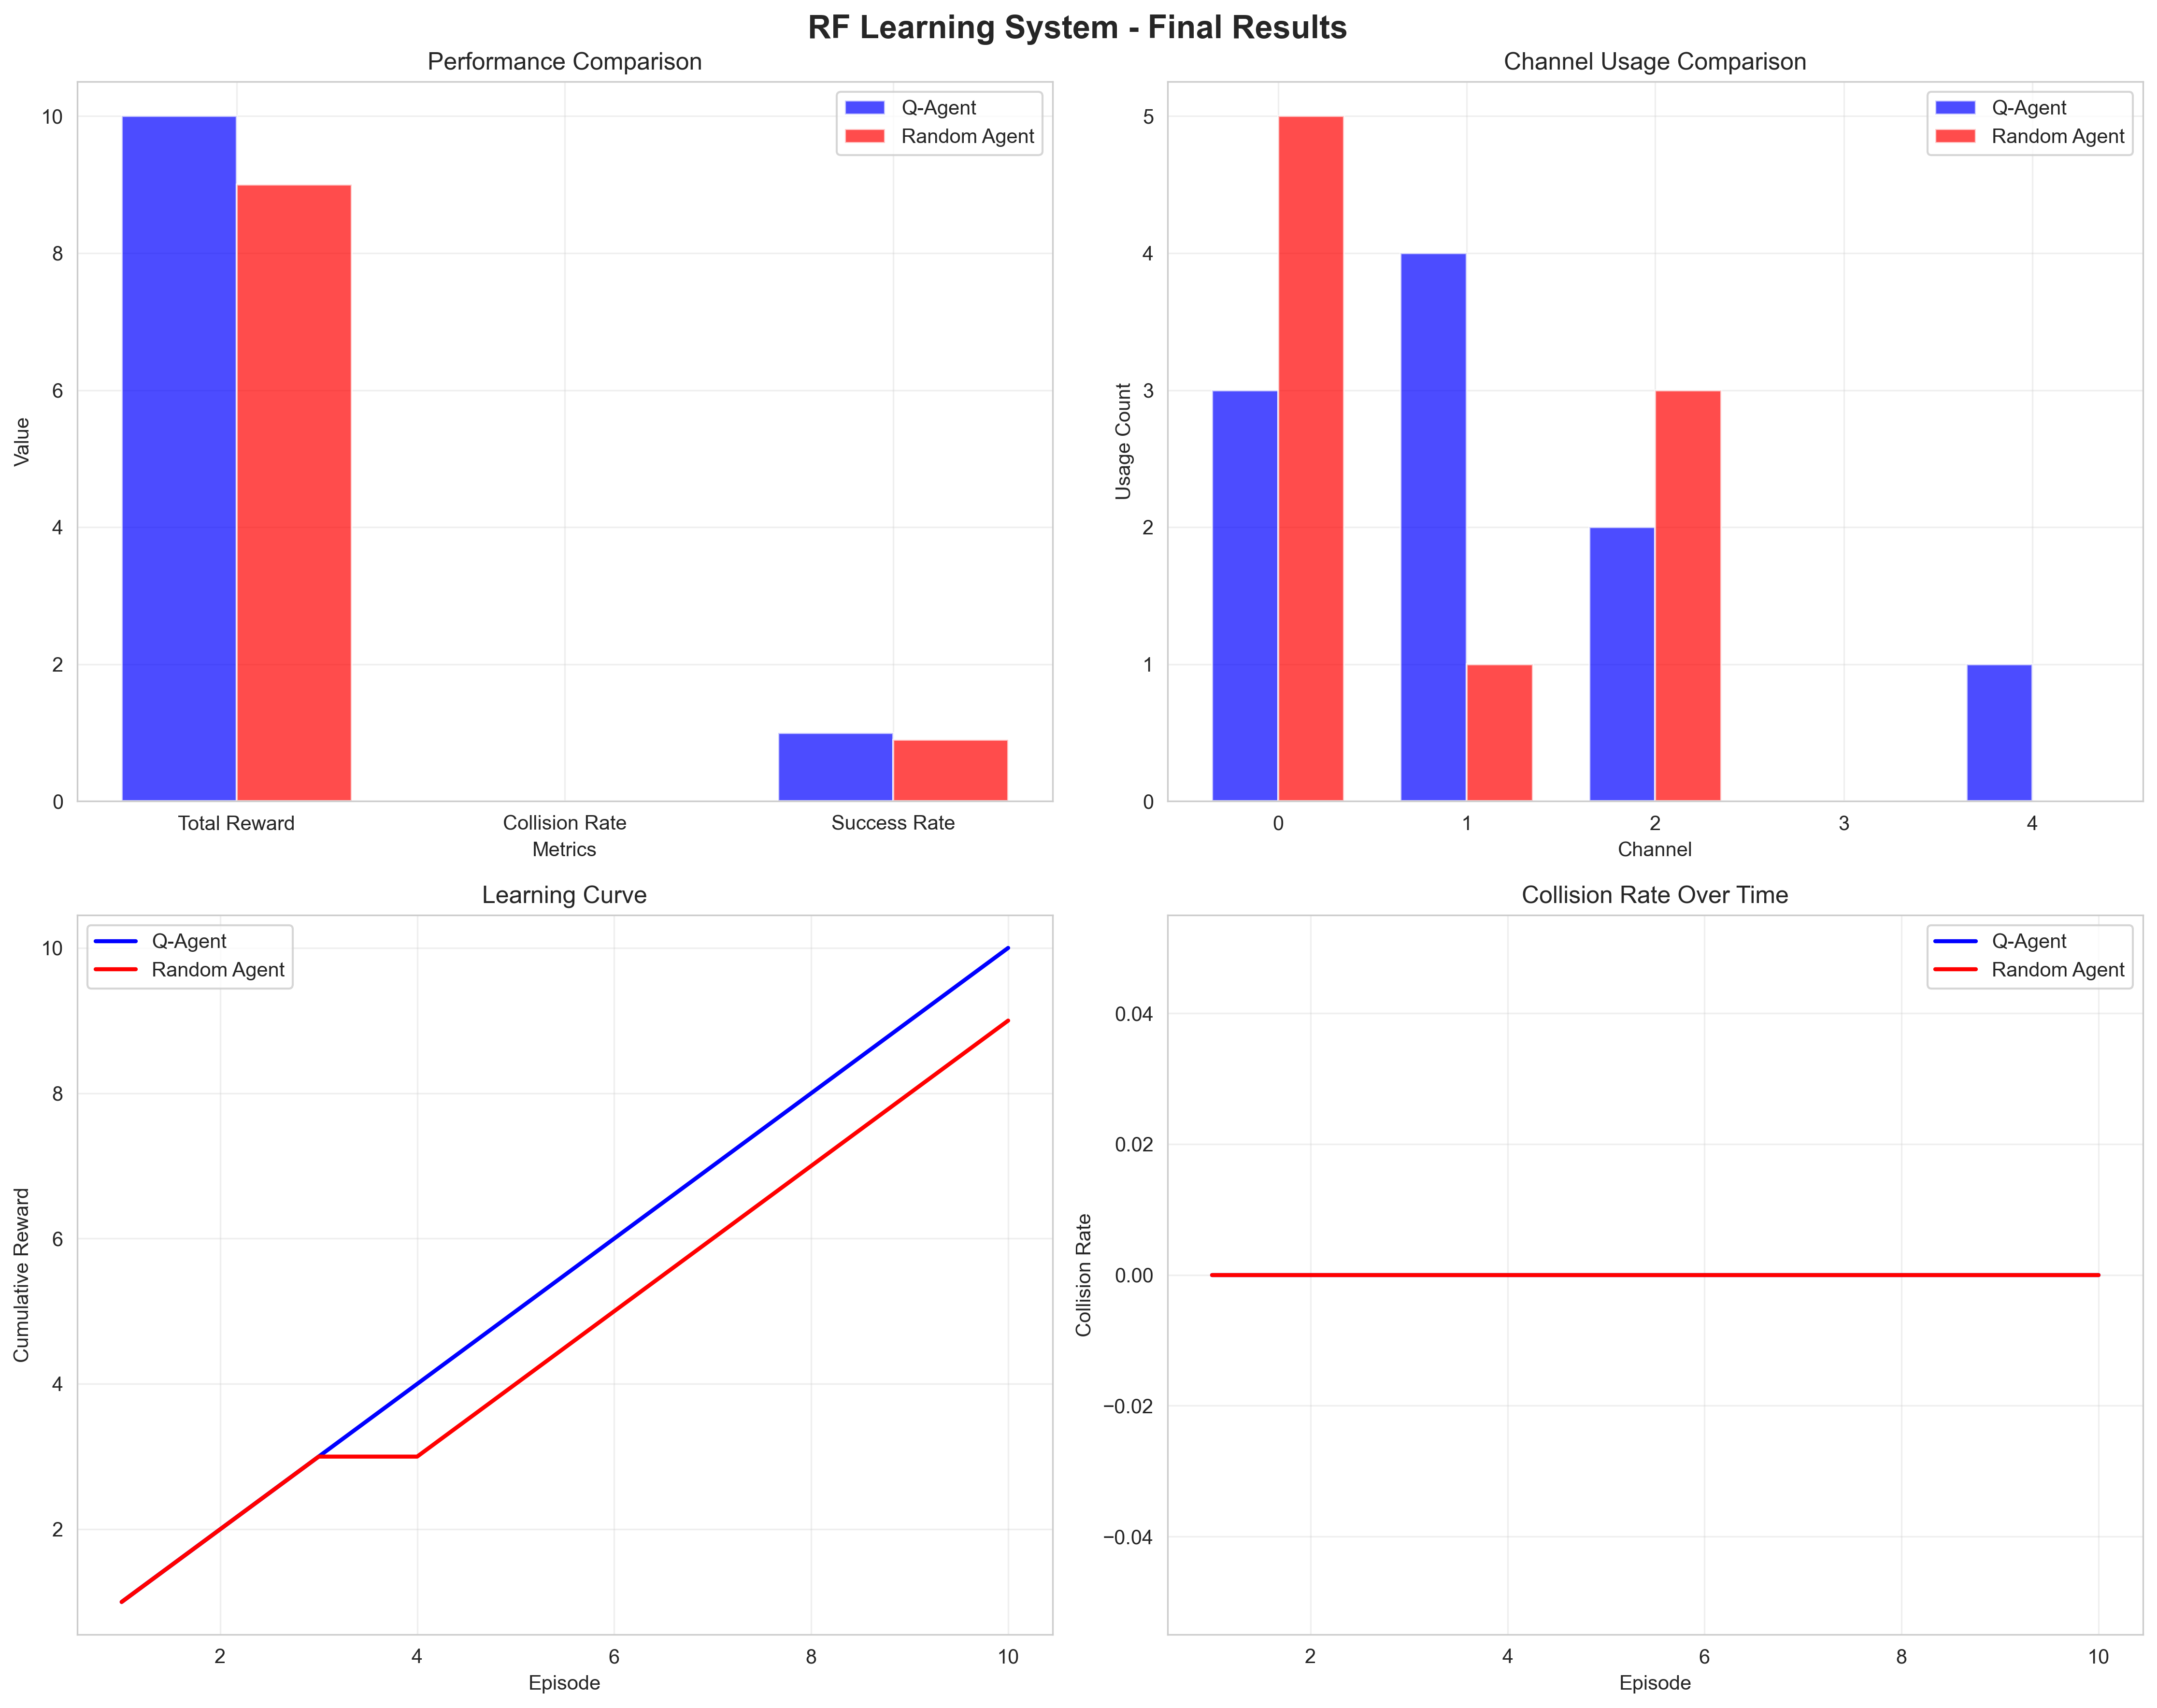 RF Learning System - Final Results
Performance Comparison
Q-Agent
Random Agent
10
8
6
4
2
0
Value
Total Reward
Collision Rate
Success Rate
Metrics
Channel Usage Comparison
Q-Agent
Random Agent
5
4
3
2
1
0
Usage Count
0
1
2
3
4
Channel
Learning Curve
Q-Agent
Random Agent
10
8
6
4
2
Cumulative Reward
2
4
6
8
10
Episode
Collision Rate Over Time
Q-Agent
Random Agent
0.04
0.02
0.00
−0.02
−0.04
Collision Rate
2
4
6
8
10
Episode